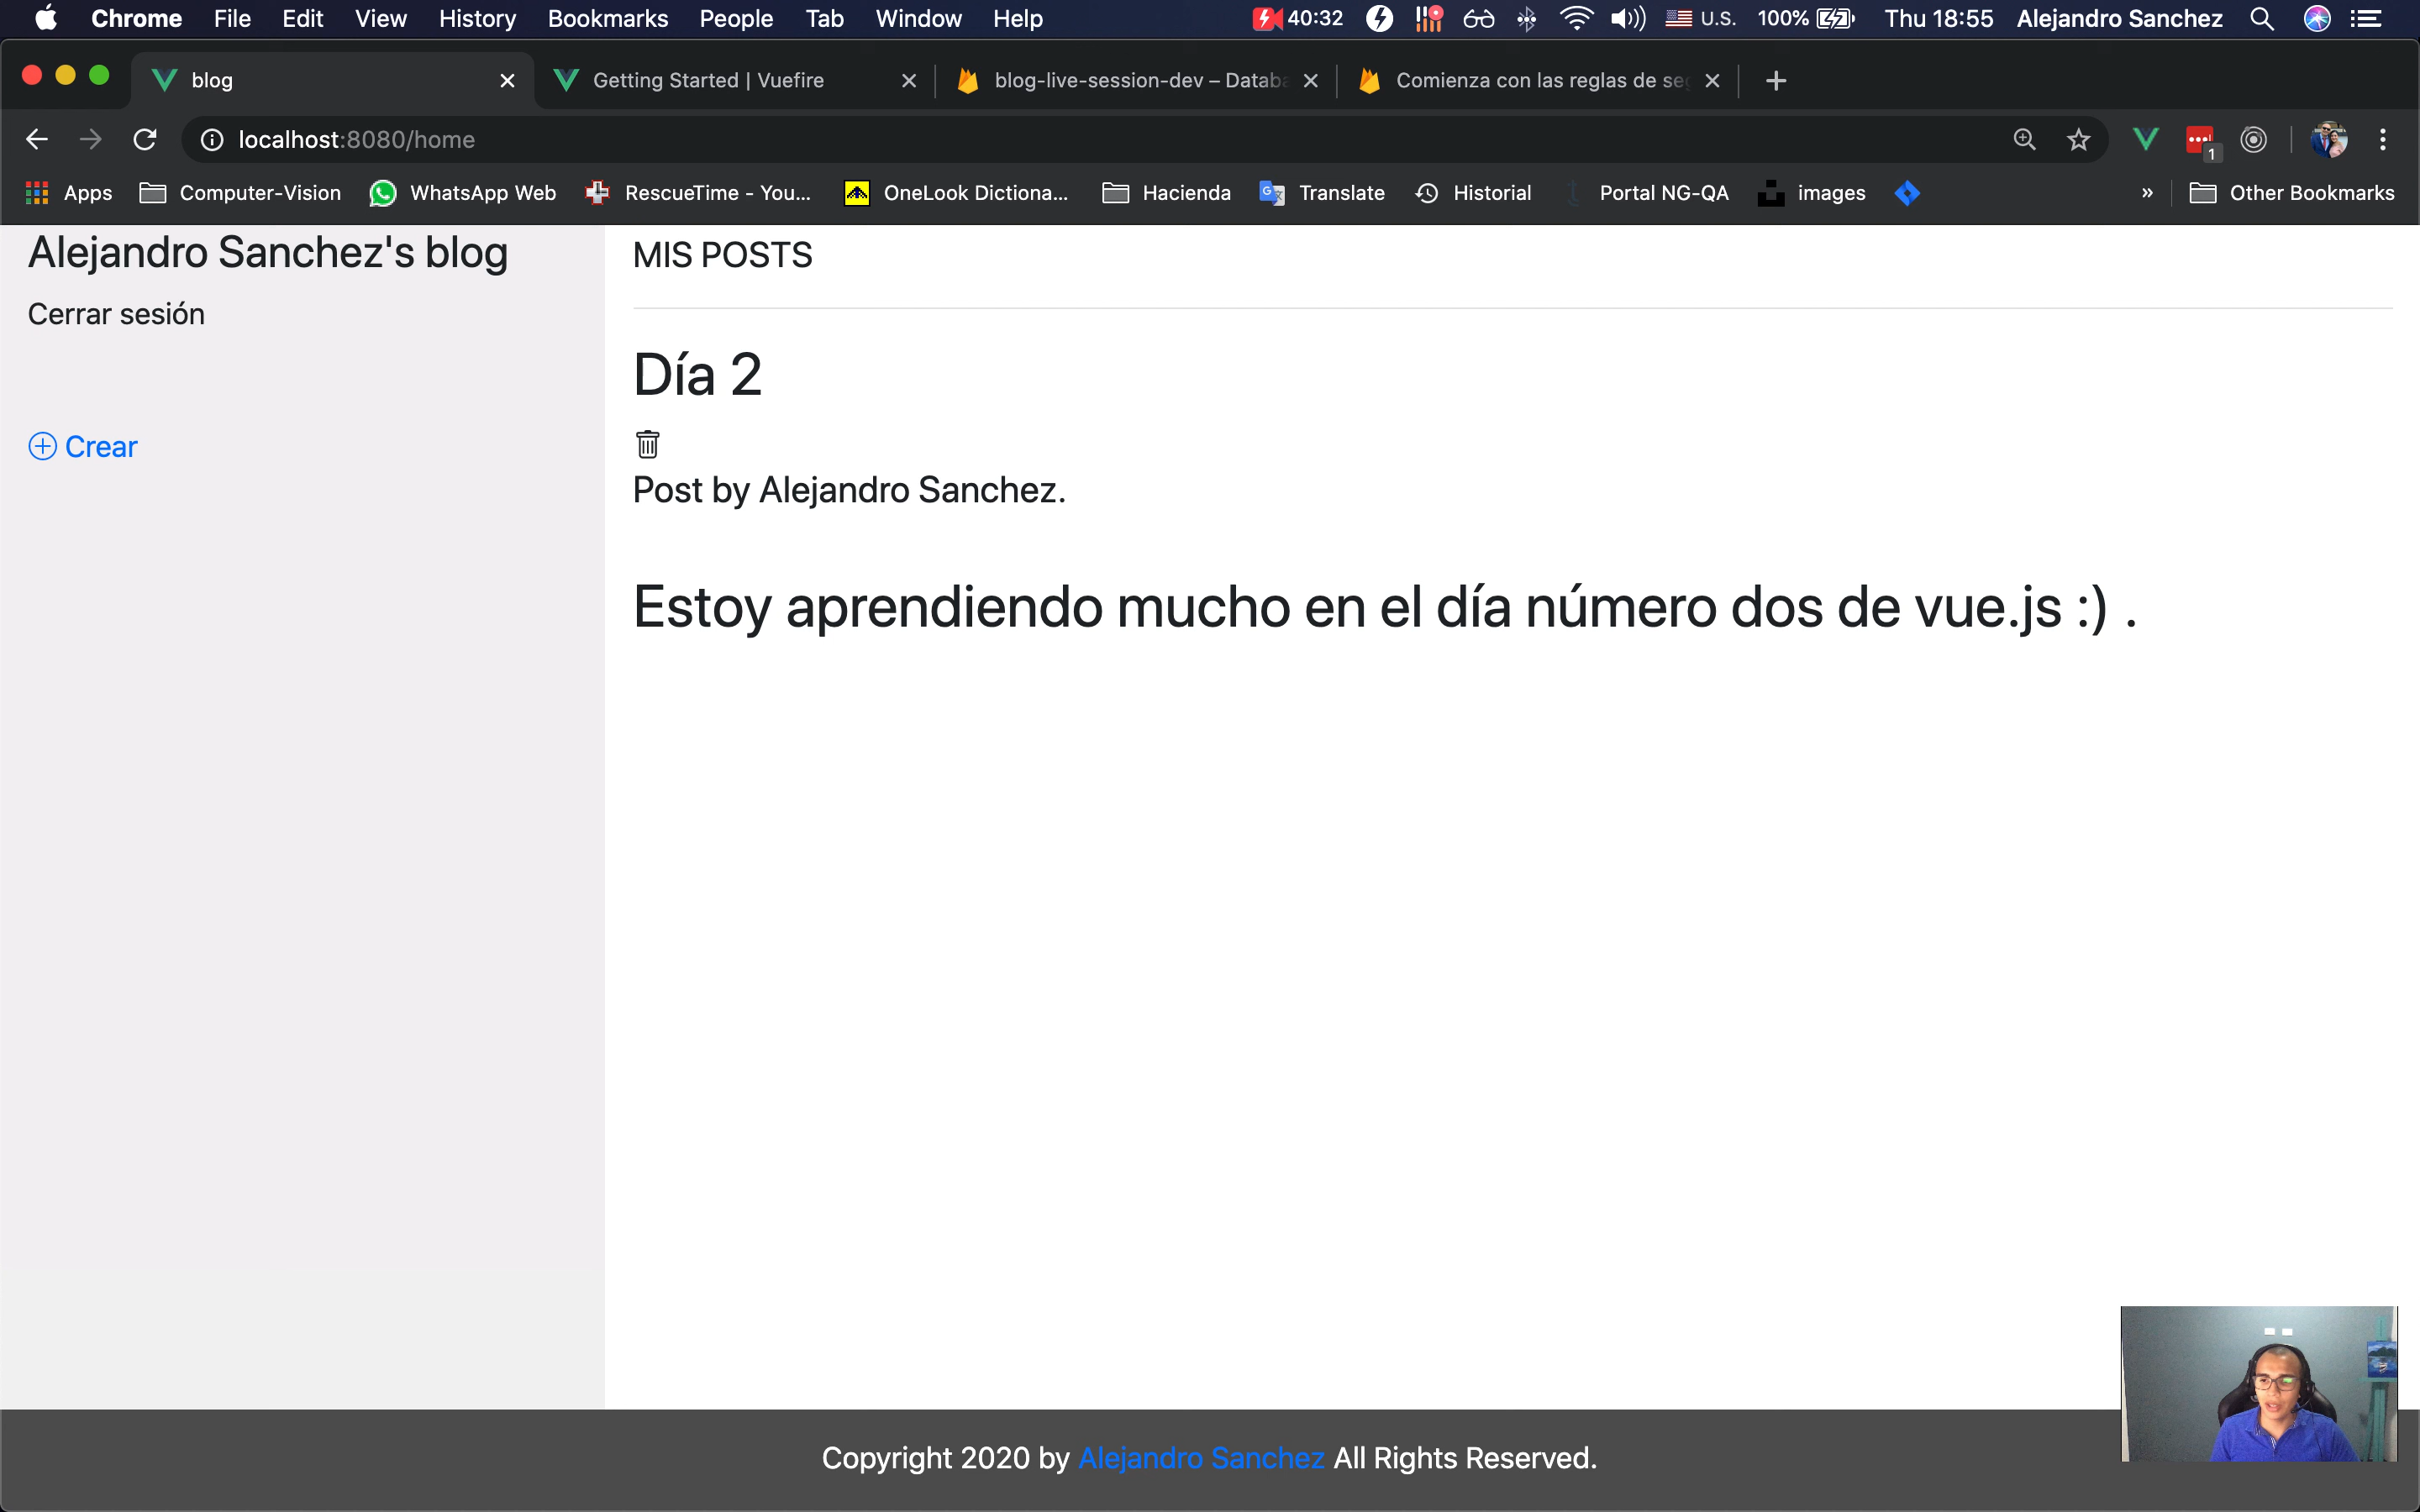 Chrome File Edit View History Bookmarks People Tab Window Help 40:32 U.S. 100% Thu 18:55 Alejandro Sanchez
blog Getting Started | Vuefire blog-live-session-dev – Databa Comienza con las reglas de se
localhost:8080/home 1
Apps Computer-Vision WhatsApp Web RescueTime - You... OneLook Dictiona... Hacienda Translate Historial Portal NG-QA images » Other Bookmarks
Alejandro Sanchez's blog
Cerrar sesión
Crear
MIS POSTS
Día 2
Post by Alejandro Sanchez.
Estoy aprendiendo mucho en el día número dos de vue.js :) .
Copyright 2020 by Alejandro Sanchez All Rights Reserved.